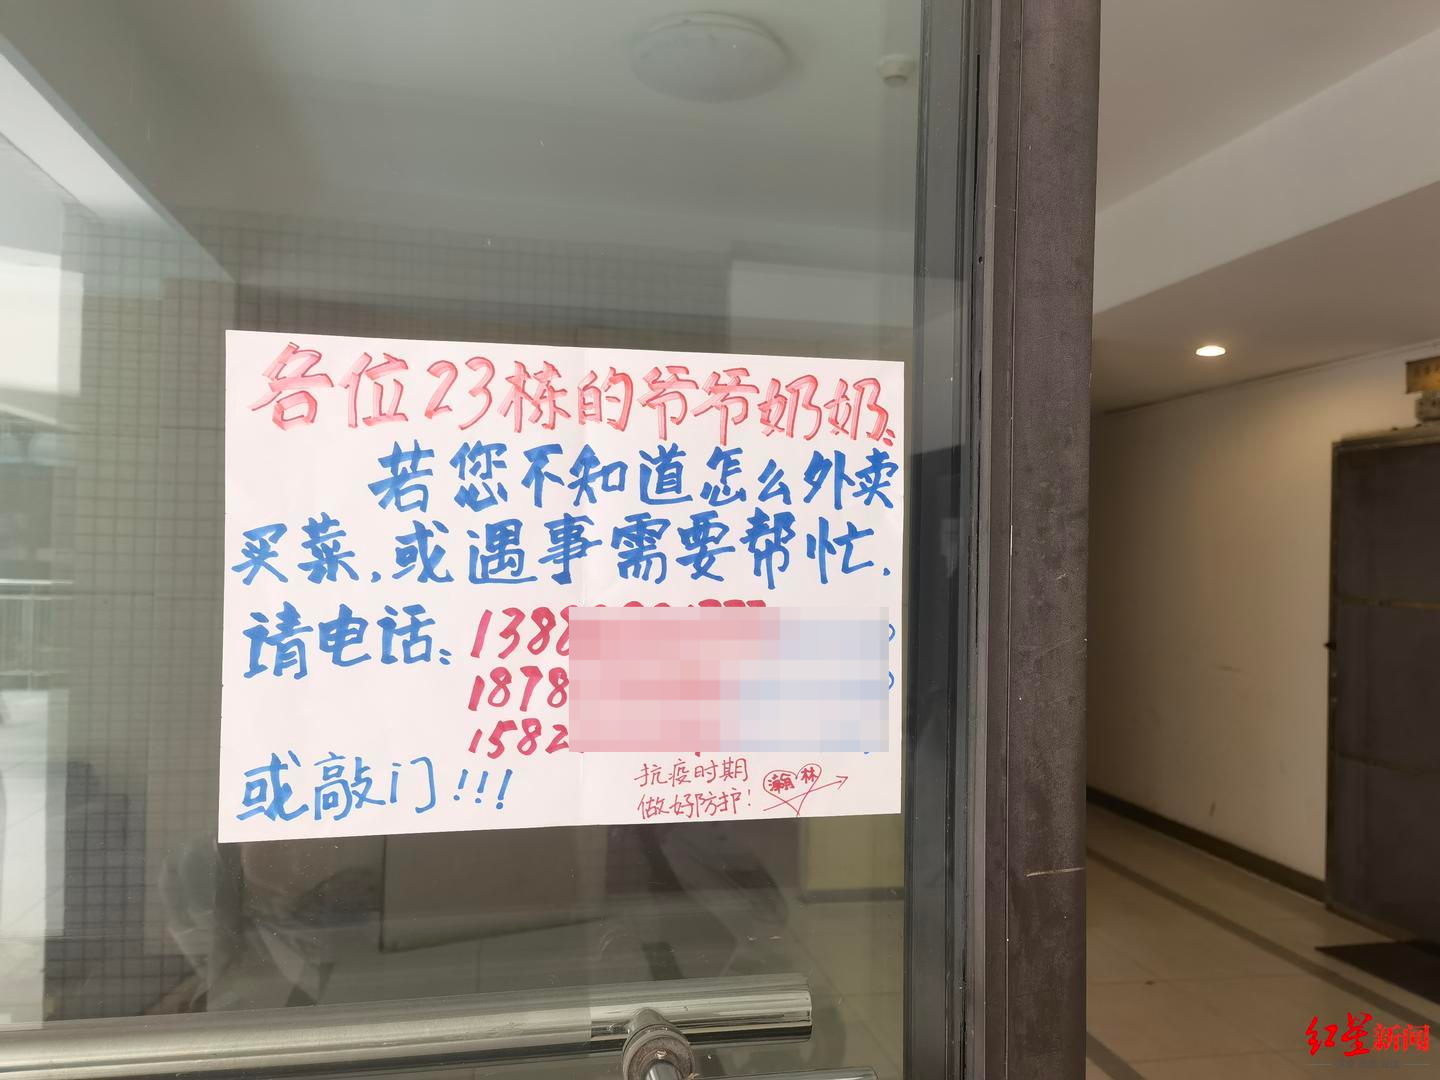 各位23栋的爷爷奶奶:
若您不知道怎么外卖
买菜,或遇事需要帮忙,
请电话:138
1878
1582
或敲门!!!
抗疫时期
做好防护!
瀚林
红星新闻